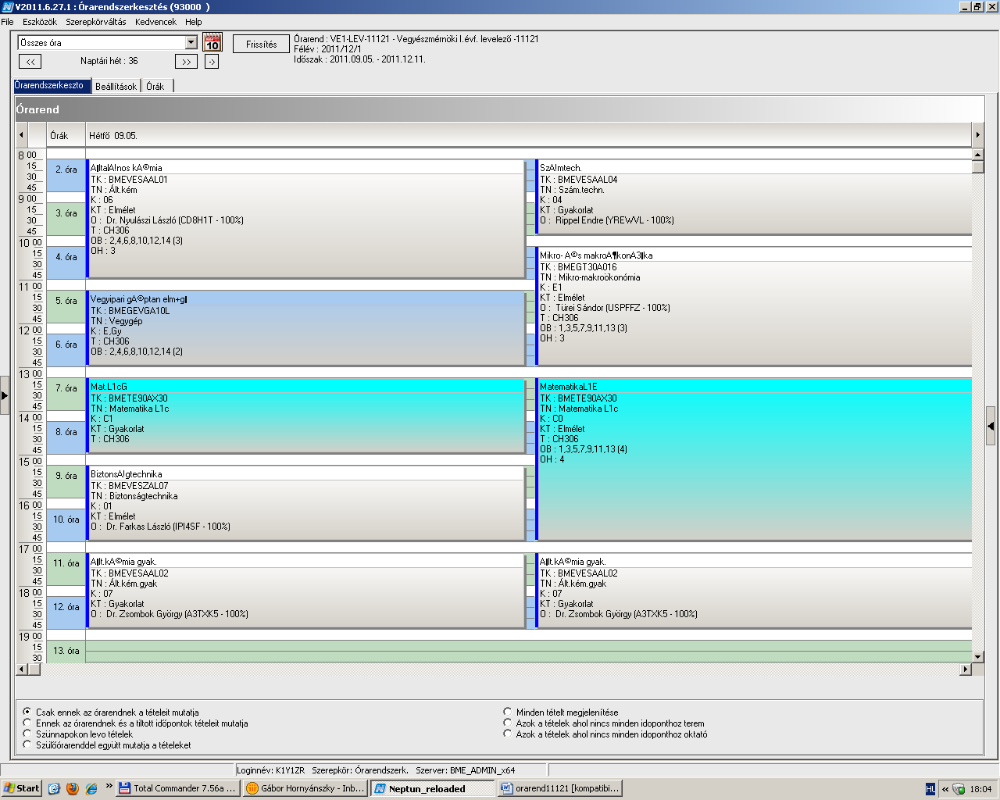 V2011.6.27.1 : Órarendszerkesztés (93000  )
File Eszközök Szerepkörváltás Kedvencek Help
Összes óra
10
Frissítés
Órarend : VE1-LEV-11121 - Vegyészmérnöki I.évf. levelező -11121
Félév : 2011/12/1
Időszak : 2011.09.05. - 2011.12.11.
<< Naptári hét : 36 >> ->
Órarendszerkeszto Beállítások Órák
Órarend
Órák Hétfő 09.05.
8 00
15
30
45
9 00
15
30
45
10 00
15
30
45
11 00
15
30
45
12 00
15
30
45
13 00
15
30
45
14 00
15
30
45
15 00
15
30
45
16 00
15
30
45
17 00
15
30
45
18 00
15
30
45
19 00
15
30
2. óra
3. óra
4. óra
5. óra
6. óra
7. óra
8. óra
9. óra
10. óra
11. óra
12. óra
13. óra
A‖ltalA!nos kA©mia
TK : BMEVESAAL01
TN : Ált.kém
K : 06
KT : Elmélet
O :  Dr. Nyulászi László (CD8H1T - 100%)
T : CH306
OB : 2,4,6,8,10,12,14 (3)
OH : 3
SzA!mtech.
TK : BMEVESAAL04
TN : Szám.techn.
K : 04
KT : Gyakorlat
O :  Rippel Endre (YREWVL - 100%)
Mikro- A©s makroA¶konA3‖ka
TK : BMEGT30A016
TN : Mikro-makroökonómia
K : E1
KT : Elmélet
O :  Türei Sándor (USPFFZ - 100%)
T : CH306
OB : 1,3,5,7,9,11,13 (3)
OH : 3
Vegyipari gA©ptan elm+g‖
TK : BMEGEVGA10L
TN : Vegygép
K : E,Gy
T : CH306
OB : 2,4,6,8,10,12,14 (2)
Mat.L1cG
TK : BMETE90AX30
TN : Matematika L1c
K : C1
KT : Gyakorlat
T : CH306
MatematikaL1E
TK : BMETE90AX30
TN : Matematika L1c
K : C0
KT : Elmélet
T : CH306
OB : 1,3,5,7,9,11,13 (4)
OH : 4
BiztonsA!gtechnika
TK : BMEVESZAL07
TN : Biztonságtechnika
K : 01
KT : Elmélet
O :  Dr. Farkas László (IPI4SF - 100%)
A‖lt.kA©mia gyak.
TK : BMEVESAAL02
TN : Ált.kém.gyak
K : 07
KT : Gyakorlat
O :  Dr. Zsombok György (A3TXK5 - 100%)
A‖lt.kA©mia gyak.
TK : BMEVESAAL02
TN : Ált.kém.gyak
K : 07
KT : Gyakorlat
O :  Dr. Zsombok György (A3TXK5 - 100%)
Csak ennek az órarendnek a tételeit mutatja
Ennek az órarendnek és a tiltott időpontok tételeit mutatja
Szünnapokon levo tételek
Szülőórarenddel együtt mutatja a tételeket
Minden tételt megjelenítése
Azok a tételek ahol nincs minden idoponthoz terem
Azok a tételek ahol nincs minden idoponthoz oktató
Loginnév: K1Y1ZR Szerepkör: Órarendszerk. Szerver: BME_ADMIN_x64
Start » Total Commander 7.56a ... Gábor Hornyánszky - Inb... Neptun_reloaded orarend11121 [kompatibi... HU « 18:04